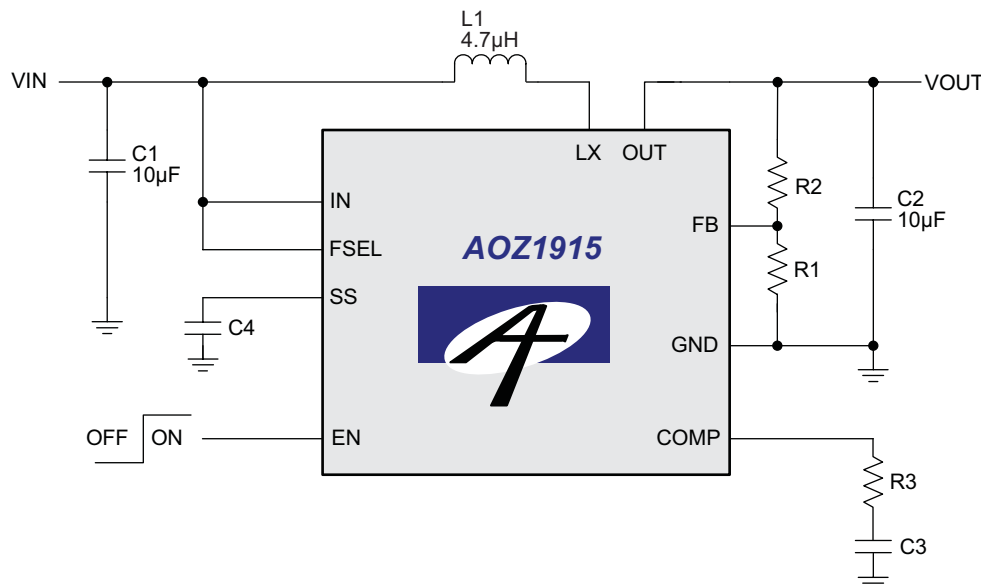 L1
4.7µH
VIN
VOUT
LX OUT
C1
10µF
R2
C2
10µF
IN
FB
FSEL
AOZ1915
R1
SS
C4
GND
OFF ON
EN
COMP
R3
C3